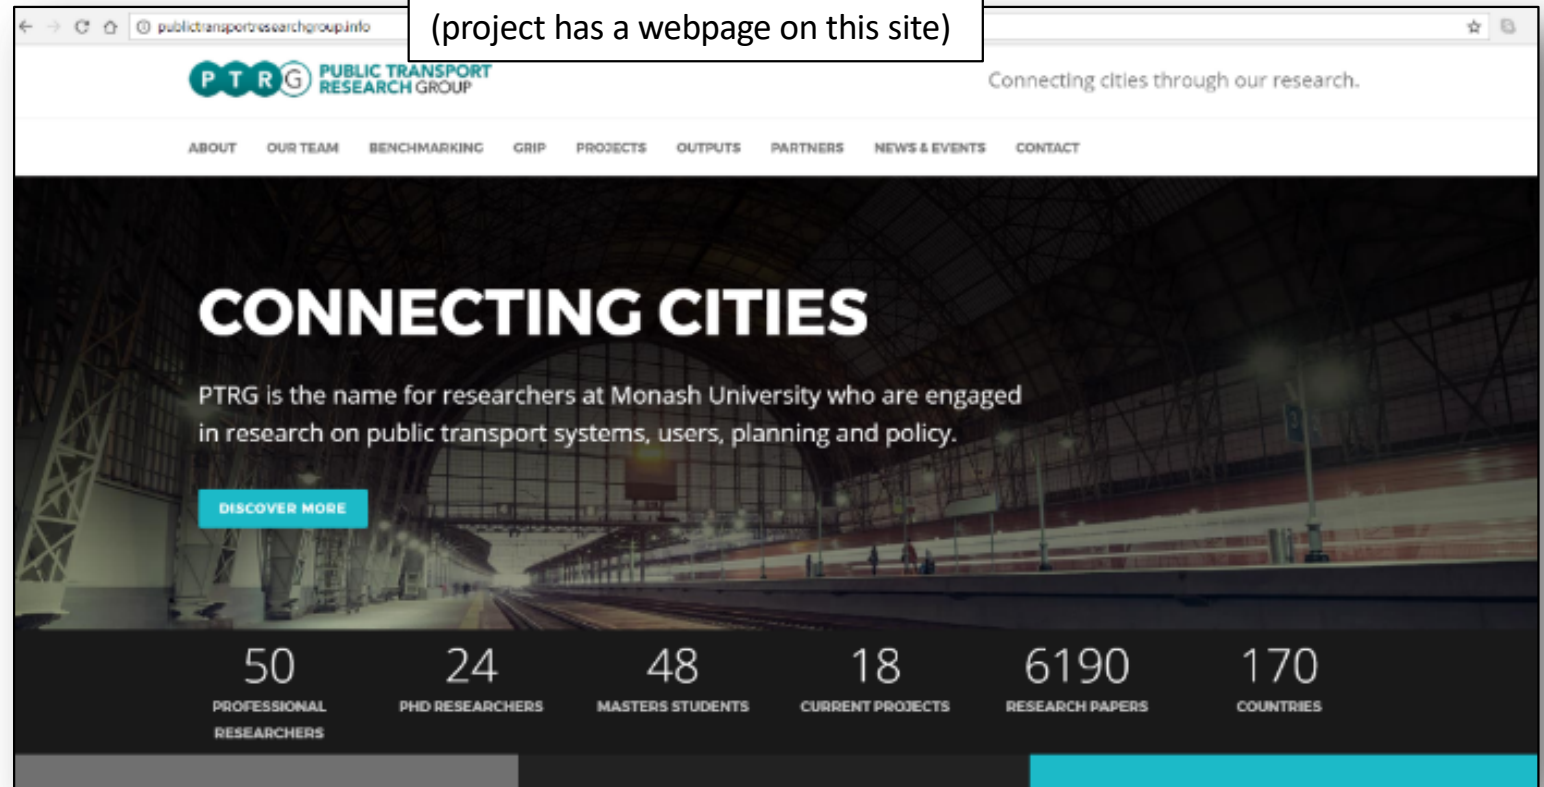 (project has a webpage on this site)
publictransportresearchgroup.info
PTRG PUBLIC TRANSPORT
RESEARCH GROUP
Connecting cities through our research.
ABOUT OUR TEAM BENCHMARKING GRIP PROJECTS OUTPUTS PARTNERS NEWS & EVENTS CONTACT
CONNECTING CITIES
PTRG is the name for researchers at Monash University who are engaged
in research on public transport systems, users, planning and policy.
3
DISCOVER MORE
50 24 48 18 6190 170
PROFESSIONAL PHD RESEARCHERS MASTERS STUDENTS CURRENT PROJECTS RESEARCH PAPERS COUNTRIES
RESEARCHERS